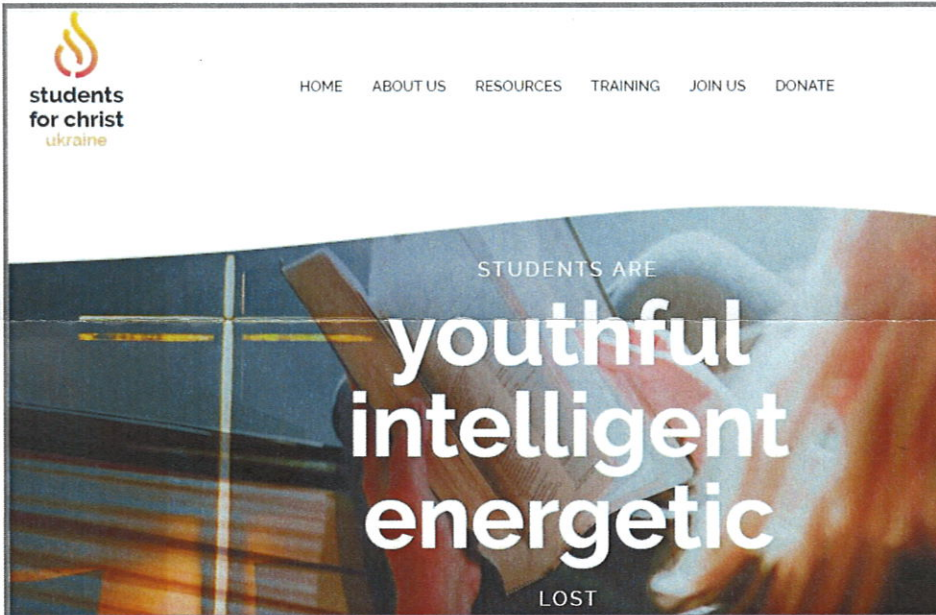 students
for christ
ukraine
HOME ABOUT US RESOURCES TRAINING JOIN US DONATE
STUDENTS ARE
youthful
intelligent
energetic
LOST